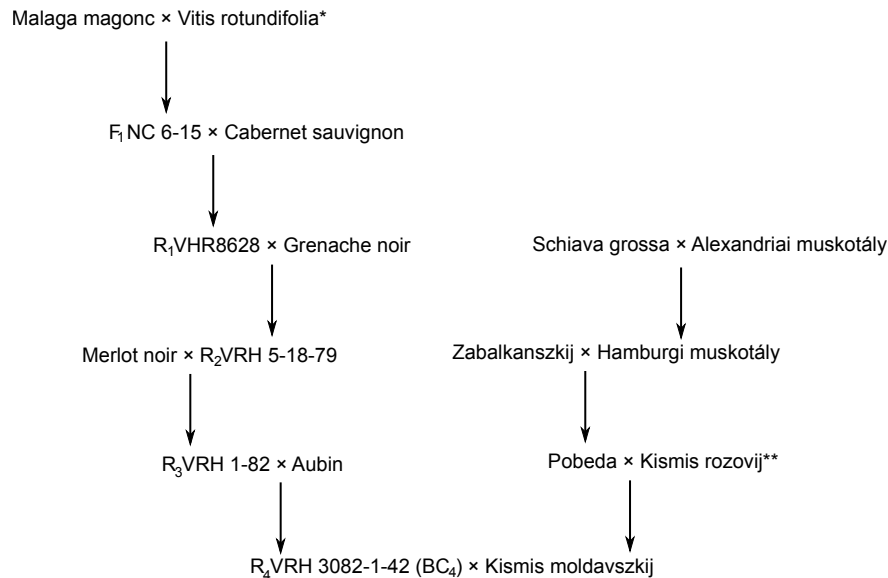 Malaga magonc × Vitis rotundifolia*
F₁NC 6-15 × Cabernet sauvignon
R₁VHR8628 × Grenache noir
Schiava grossa × Alexandriai muskotály
Merlot noir × R₂VRH 5-18-79
Zabalkanszkij × Hamburgi muskotály
R₃VRH 1-82 × Aubin
Pobeda × Kismis rozovij**
R₄VRH 3082-1-42 (BC₄) × Kismis moldavszkij